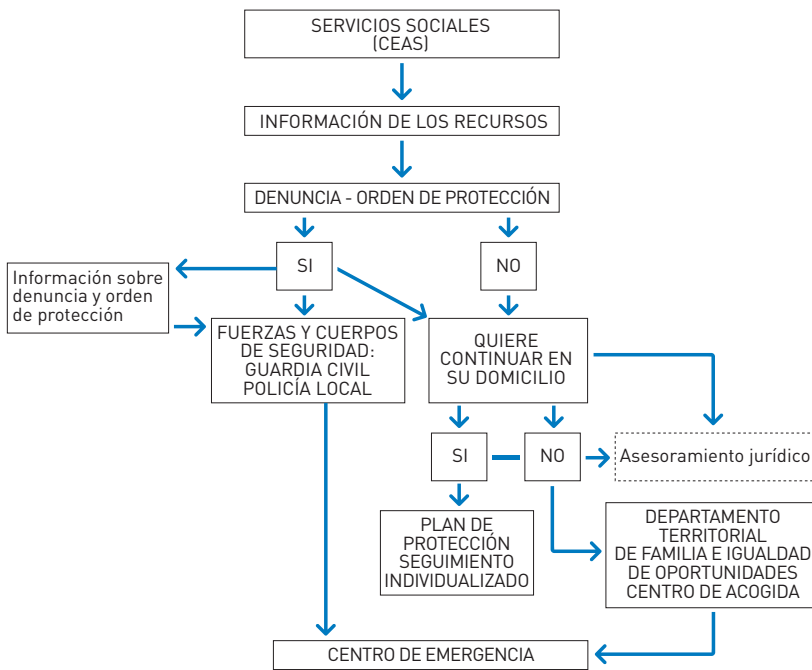 SERVICIOS SOCIALES
(CEAS)
INFORMACIÓN DE LOS RECURSOS
DENUNCIA - ORDEN DE PROTECCIÓN
SI
NO
Información sobre
denuncia y orden
de protección
FUERZAS Y CUERPOS
DE SEGURIDAD:
GUARDIA CIVIL
POLICÍA LOCAL
QUIERE
CONTINUAR EN
SU DOMICILIO
SI
NO
Asesoramiento jurídico
PLAN DE
PROTECCIÓN
SEGUIMIENTO
INDIVIDUALIZADO
DEPARTAMENTO
TERRITORIAL
DE FAMILIA E IGUALDAD
DE OPORTUNIDADES
CENTRO DE ACOGIDA
CENTRO DE EMERGENCIA